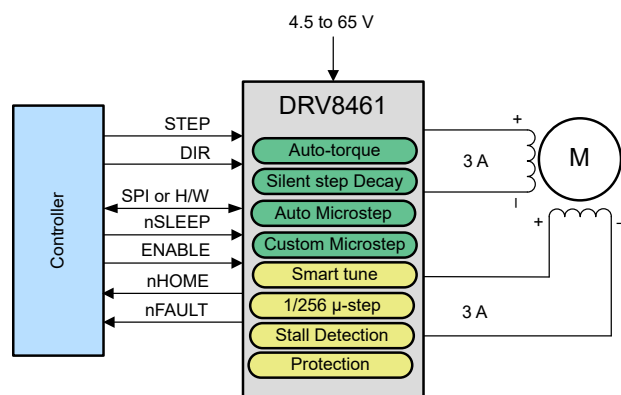 4.5 to 65 V
DRV8461
Controller
STEP
DIR
SPI or H/W
nSLEEP
ENABLE
nHOME
nFAULT
Auto-torque
Silent step Decay
Auto Microstep
Custom Microstep
Smart tune
1/256 µ-step
Stall Detection
Protection
+
3 A
–
M
+
–
3 A